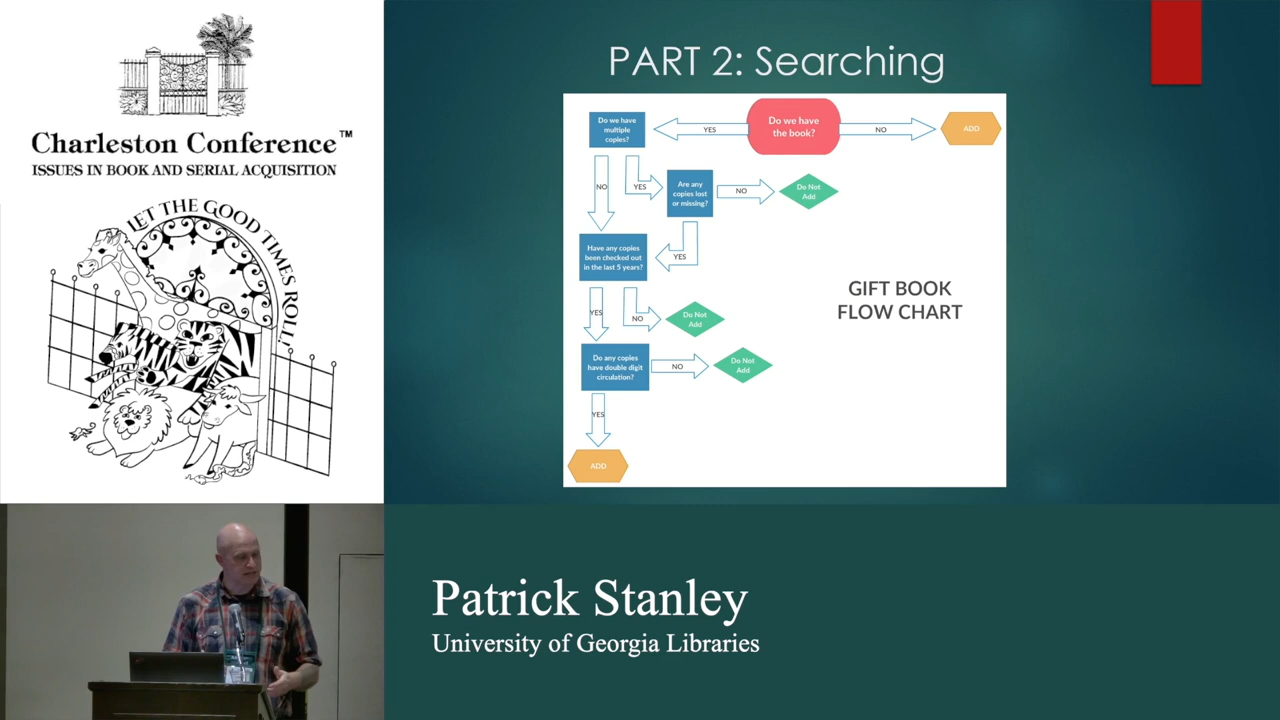 Charleston Conference™
ISSUES IN BOOK AND SERIAL ACQUISITION
LET THE GOOD TIMES ROLL!
PART 2: Searching
Do we have
the book?
YES
NO
ADD
Do we have
multiple
copies?
NO
YES
Are any
copies lost
or missing?
NO
Do Not
Add
YES
Have any copies
been checked out
in the last 5 years?
YES
NO
Do Not
Add
Do any copies
have double digit
circulation?
NO
Do Not
Add
YES
ADD
GIFT BOOK
FLOW CHART
Patrick Stanley
University of Georgia Libraries